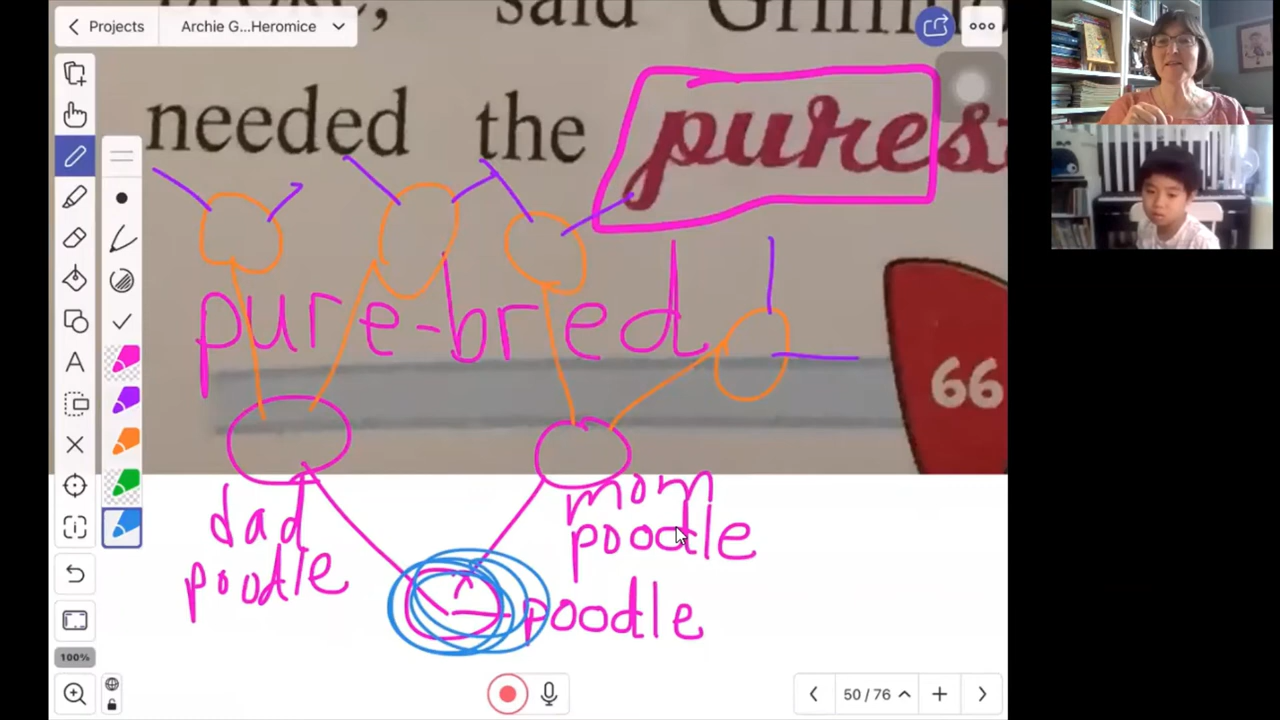 Projects
Archie G...Heromice
said
needed the purest
pure-bred
66
dad
poodle
mom
poodle
poodle
100%
50 / 76